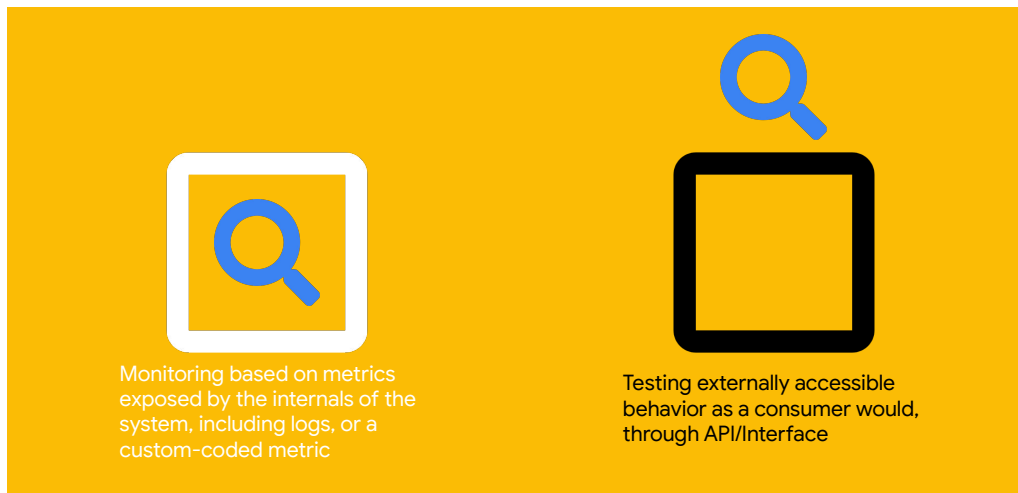 Monitoring based on metrics
exposed by the internals of the
system, including logs, or a
custom-coded metric
Testing externally accessible
behavior as a consumer would,
through API/Interface